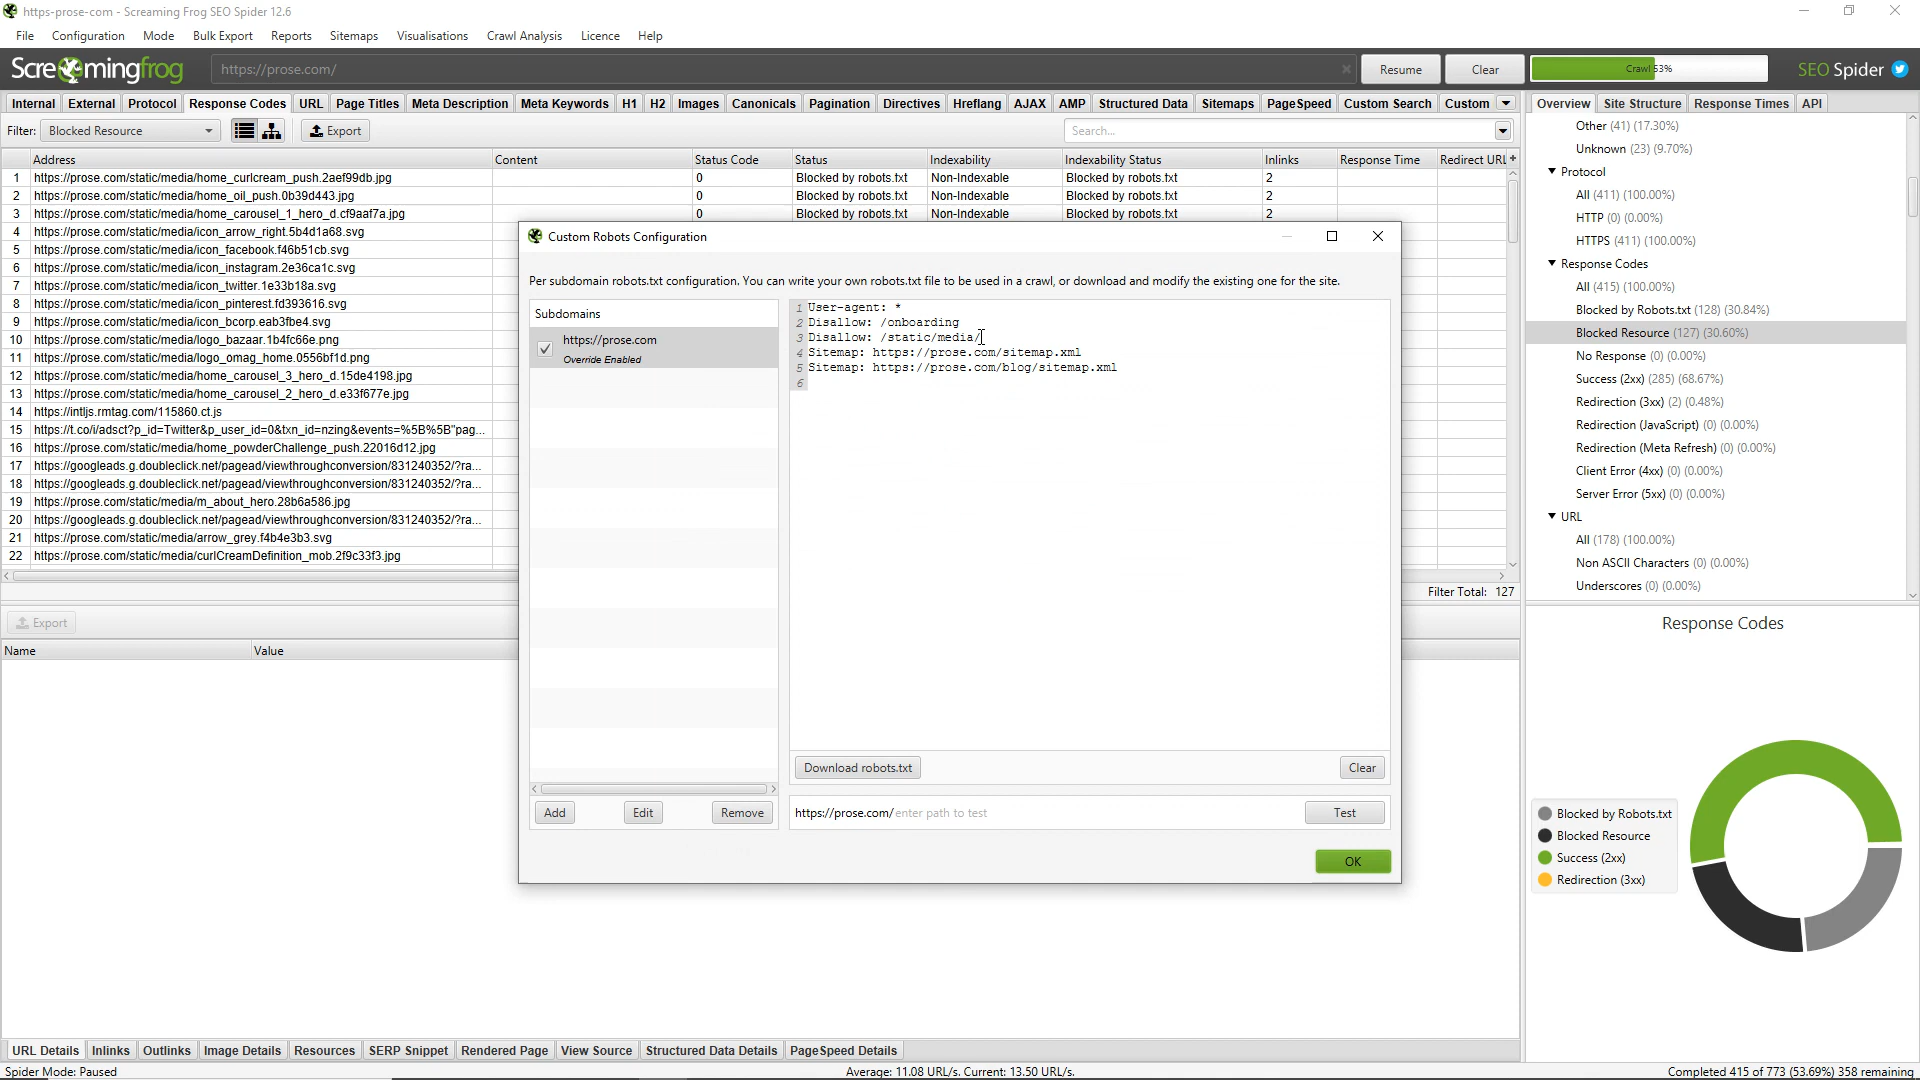 https-prose-com - Screaming Frog SEO Spider 12.6
File Configuration Mode Bulk Export Reports Sitemaps Visualisations Crawl Analysis Licence Help
Screamingfrog https://prose.com/ Resume Clear Crawl 53% SEO Spider
Internal External Protocol Response Codes URL Page Titles Meta Description Meta Keywords H1 H2 Images Canonicals Pagination Directives Hreflang AJAX AMP Structured Data Sitemaps PageSpeed Custom Search Custom
Filter: Blocked Resource Export Search...
Address Content Status Code Status Indexability Indexability Status Inlinks Response Time Redirect URL
1 https://prose.com/static/media/home_curlcream_push.2aef99db.jpg 0 Blocked by robots.txt Non-Indexable Blocked by robots.txt 2
2 https://prose.com/static/media/home_oil_push.0b39d443.jpg 0 Blocked by robots.txt Non-Indexable Blocked by robots.txt 2
3 https://prose.com/static/media/home_carousel_1_hero_d.cf9aaf7a.jpg 0 Blocked by robots.txt Non-Indexable Blocked by robots.txt 2
4 https://prose.com/static/media/icon_arrow_right.5b4d1a68.svg
5 https://prose.com/static/media/icon_facebook.f46b51cb.svg
6 https://prose.com/static/media/icon_instagram.2e36ca1c.svg
7 https://prose.com/static/media/icon_twitter.1e33b18a.svg
8 https://prose.com/static/media/icon_pinterest.fd393616.svg
9 https://prose.com/static/media/icon_bcorp.eab3fbe4.svg
10 https://prose.com/static/media/logo_bazaar.1b4fc66e.png
11 https://prose.com/static/media/logo_omag_home.0556bf1d.png
12 https://prose.com/static/media/home_carousel_3_hero_d.15de4198.jpg
13 https://prose.com/static/media/home_carousel_2_hero_d.e33f677e.jpg
14 https://intljs.rmtag.com/115860.ct.js
15 https://t.co/i/adsct?p_id=Twitter&p_user_id=0&txn_id=nzing&events=%5B%5B"pag...
16 https://prose.com/static/media/home_powderChallenge_push.22016d12.jpg
17 https://googleads.g.doubleclick.net/pagead/viewthroughconversion/831240352/?ra...
18 https://googleads.g.doubleclick.net/pagead/viewthroughconversion/831240352/?ra...
19 https://prose.com/static/media/m_about_hero.28b6a586.jpg
20 https://googleads.g.doubleclick.net/pagead/viewthroughconversion/831240352/?ra...
21 https://prose.com/static/media/arrow_grey.f4b4e3b3.svg
22 https://prose.com/static/media/curlCreamDefinition_mob.2f9c33f3.jpg
Filter Total: 127
Export
Name Value
Custom Robots Configuration
Per subdomain robots.txt configuration. You can write your own robots.txt file to be used in a crawl, or download and modify the existing one for the site.
Subdomains
https://prose.com
Override Enabled
1 User-agent: *
2 Disallow: /onboarding
3 Disallow: /static/media/
4 Sitemap: https://prose.com/sitemap.xml
5 Sitemap: https://prose.com/blog/sitemap.xml
6
Download robots.txt Clear
Add Edit Remove
https://prose.com/ enter path to test Test
OK
Overview Site Structure Response Times API
Other (41) (17.30%)
Unknown (23) (9.70%)
Protocol
All (411) (100.00%)
HTTP (0) (0.00%)
HTTPS (411) (100.00%)
Response Codes
All (415) (100.00%)
Blocked by Robots.txt (128) (30.84%)
Blocked Resource (127) (30.60%)
No Response (0) (0.00%)
Success (2xx) (285) (68.67%)
Redirection (3xx) (2) (0.48%)
Redirection (JavaScript) (0) (0.00%)
Redirection (Meta Refresh) (0) (0.00%)
Client Error (4xx) (0) (0.00%)
Server Error (5xx) (0) (0.00%)
URL
All (178) (100.00%)
Non ASCII Characters (0) (0.00%)
Underscores (0) (0.00%)
Response Codes
Blocked by Robots.txt
Blocked Resource
Success (2xx)
Redirection (3xx)
URL Details Inlinks Outlinks Image Details Resources SERP Snippet Rendered Page View Source Structured Data Details PageSpeed Details
Spider Mode: Paused Average: 11.08 URL/s. Current: 13.50 URL/s. Completed 415 of 773 (53.69%) 358 remaining